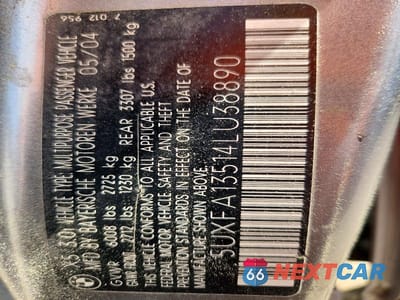 7 012 956
X5 3.0I VEHICLE TYPE: MULTIPURPOSE PASSENGER VEHICLE
MFD BY BAYERISCHE MOTOREN WERKE 05/04
GVWR 6008 lbs 2725 kg
GAWR FRONT 2712 lbs 1230 kg REAR 3307 lbs 1500 kg
THIS VEHICLE CONFORMS TO ALL APPLICABLE
FEDERAL MOTOR VEHICLE SAFETY AND THEFT
PREVENTION STANDARDS IN EFFECT ON THE DATE OF
MANUFACTURE SHOWN ABOVE
5UXFA13514LU38890
66 NEXTCAR